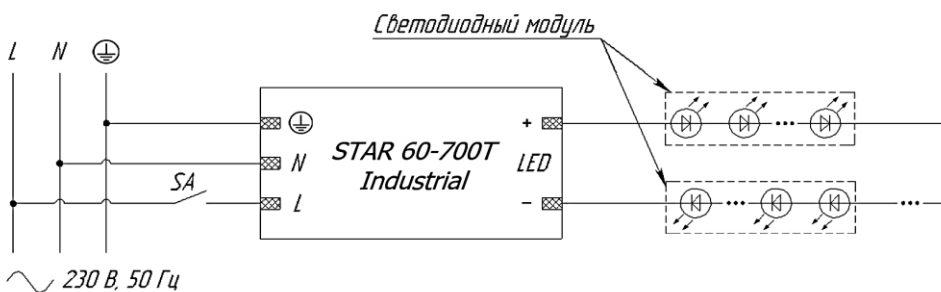 Светодиодный модуль
L N
+
STAR 60-700T
N LED
Industrial
SA
L −
230 В, 50 Гц